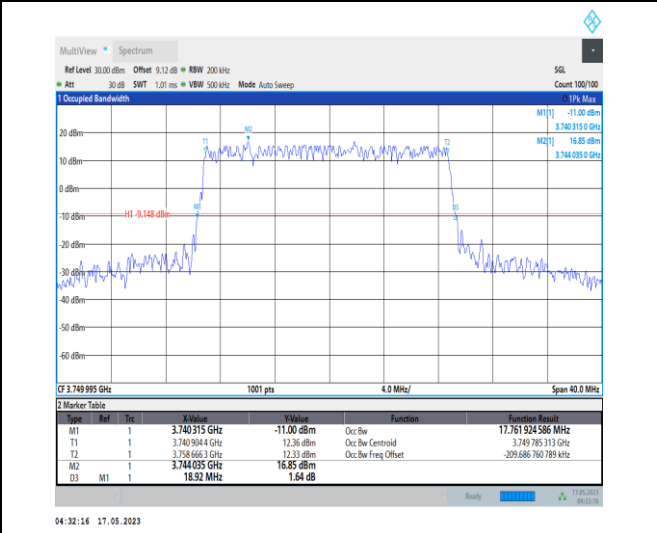 MultiView Spectrum
Ref Level 30.00 dBm Offset 9.12 dB RBW 200 kHz SGL
Att 30 dB SWT 1.01 ms VBW 500 kHz Mode Auto Sweep Count 100/100
1 Occupied Bandwidth 1Pk Max
M1[1] -11.00 dBm
3.740 315 0 GHz
M2[1] 16.85 dBm
3.744 035 0 GHz
20 dBm
T1 M2 T2
10 dBm
0 dBm
M1 D3
-10 dBm H1 -9.148 dBm
-20 dBm
-30 dBm
-40 dBm
-50 dBm
-60 dBm
CF 3.749 995 GHz 1001 pts 4.0 MHz/ Span 40.0 MHz
2 Marker Table
Type Ref Trc X-Value Y-Value Function Function Result
M1 1 3.740 315 GHz -11.00 dBm Occ Bw 17.761 924 586 MHz
T1 1 3.740 904 4 GHz 12.36 dBm Occ Bw Centroid 3.749 785 313 GHz
T2 1 3.758 666 3 GHz 12.33 dBm Occ Bw Freq Offset -209.686 760 789 kHz
M2 1 3.744 035 GHz 16.85 dBm
D3 M1 1 18.92 MHz 1.64 dB
Ready 17.05.2023
04:32:16
04:32:16 17.05.2023